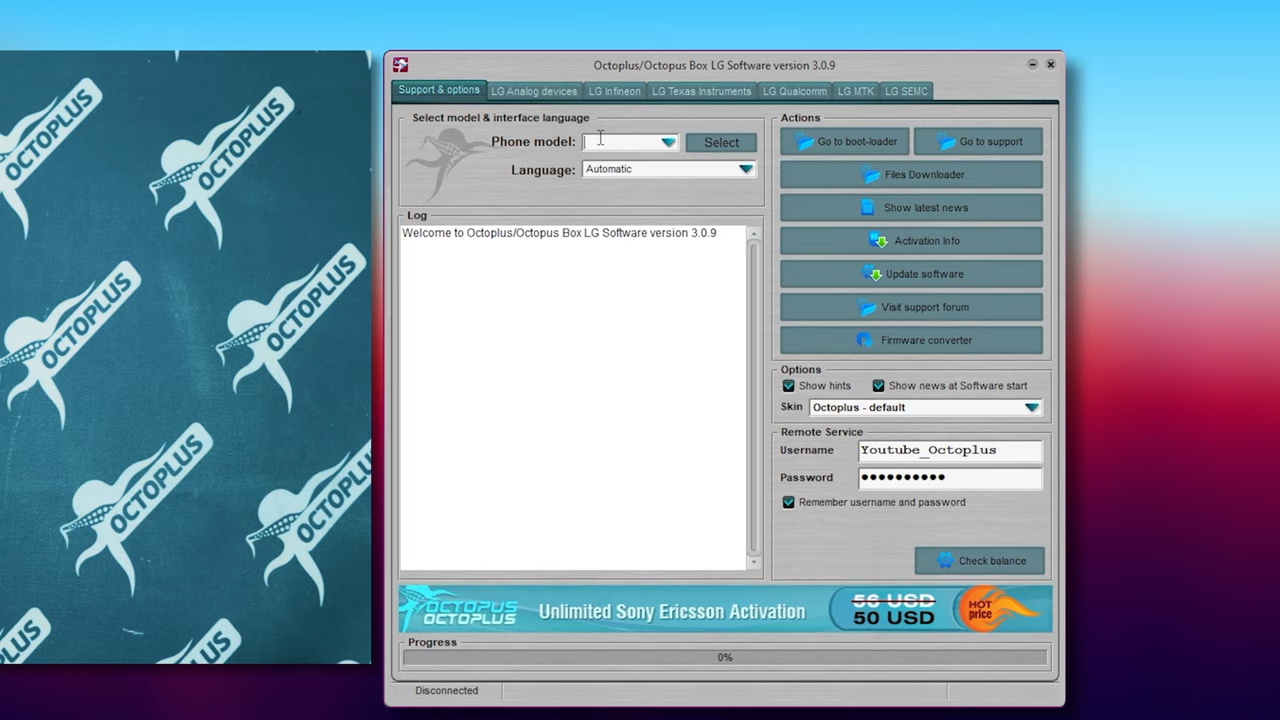 OCTOPLUS
OCTOPLUS
OCTOPLUS
OCTOPLUS
OCTOPLUS
OCTOPLUS
Octoplus/Octopus Box LG Software version 3.0.9
Support & options
LG Analog devices
LG Infineon
LG Texas Instruments
LG Qualcomm
LG MTK
LG SEMC
Select model & interface language
Phone model:
Select
Language:
Automatic
Log
Welcome to Octoplus/Octopus Box LG Software version 3.0.9
Actions
Go to boot-loader
Go to support
Files Downloader
Show latest news
Activation Info
Update software
Visit support forum
Firmware converter
Options
Show hints
Show news at Software start
Skin
Octoplus - default
Remote Service
Username
Youtube_Octoplus
Password
Remember username and password
Check balance
OCTOPUS
OCTOPLUS
Unlimited Sony Ericsson Activation
56 USD
50 USD
HOT
price
Progress
0%
Disconnected